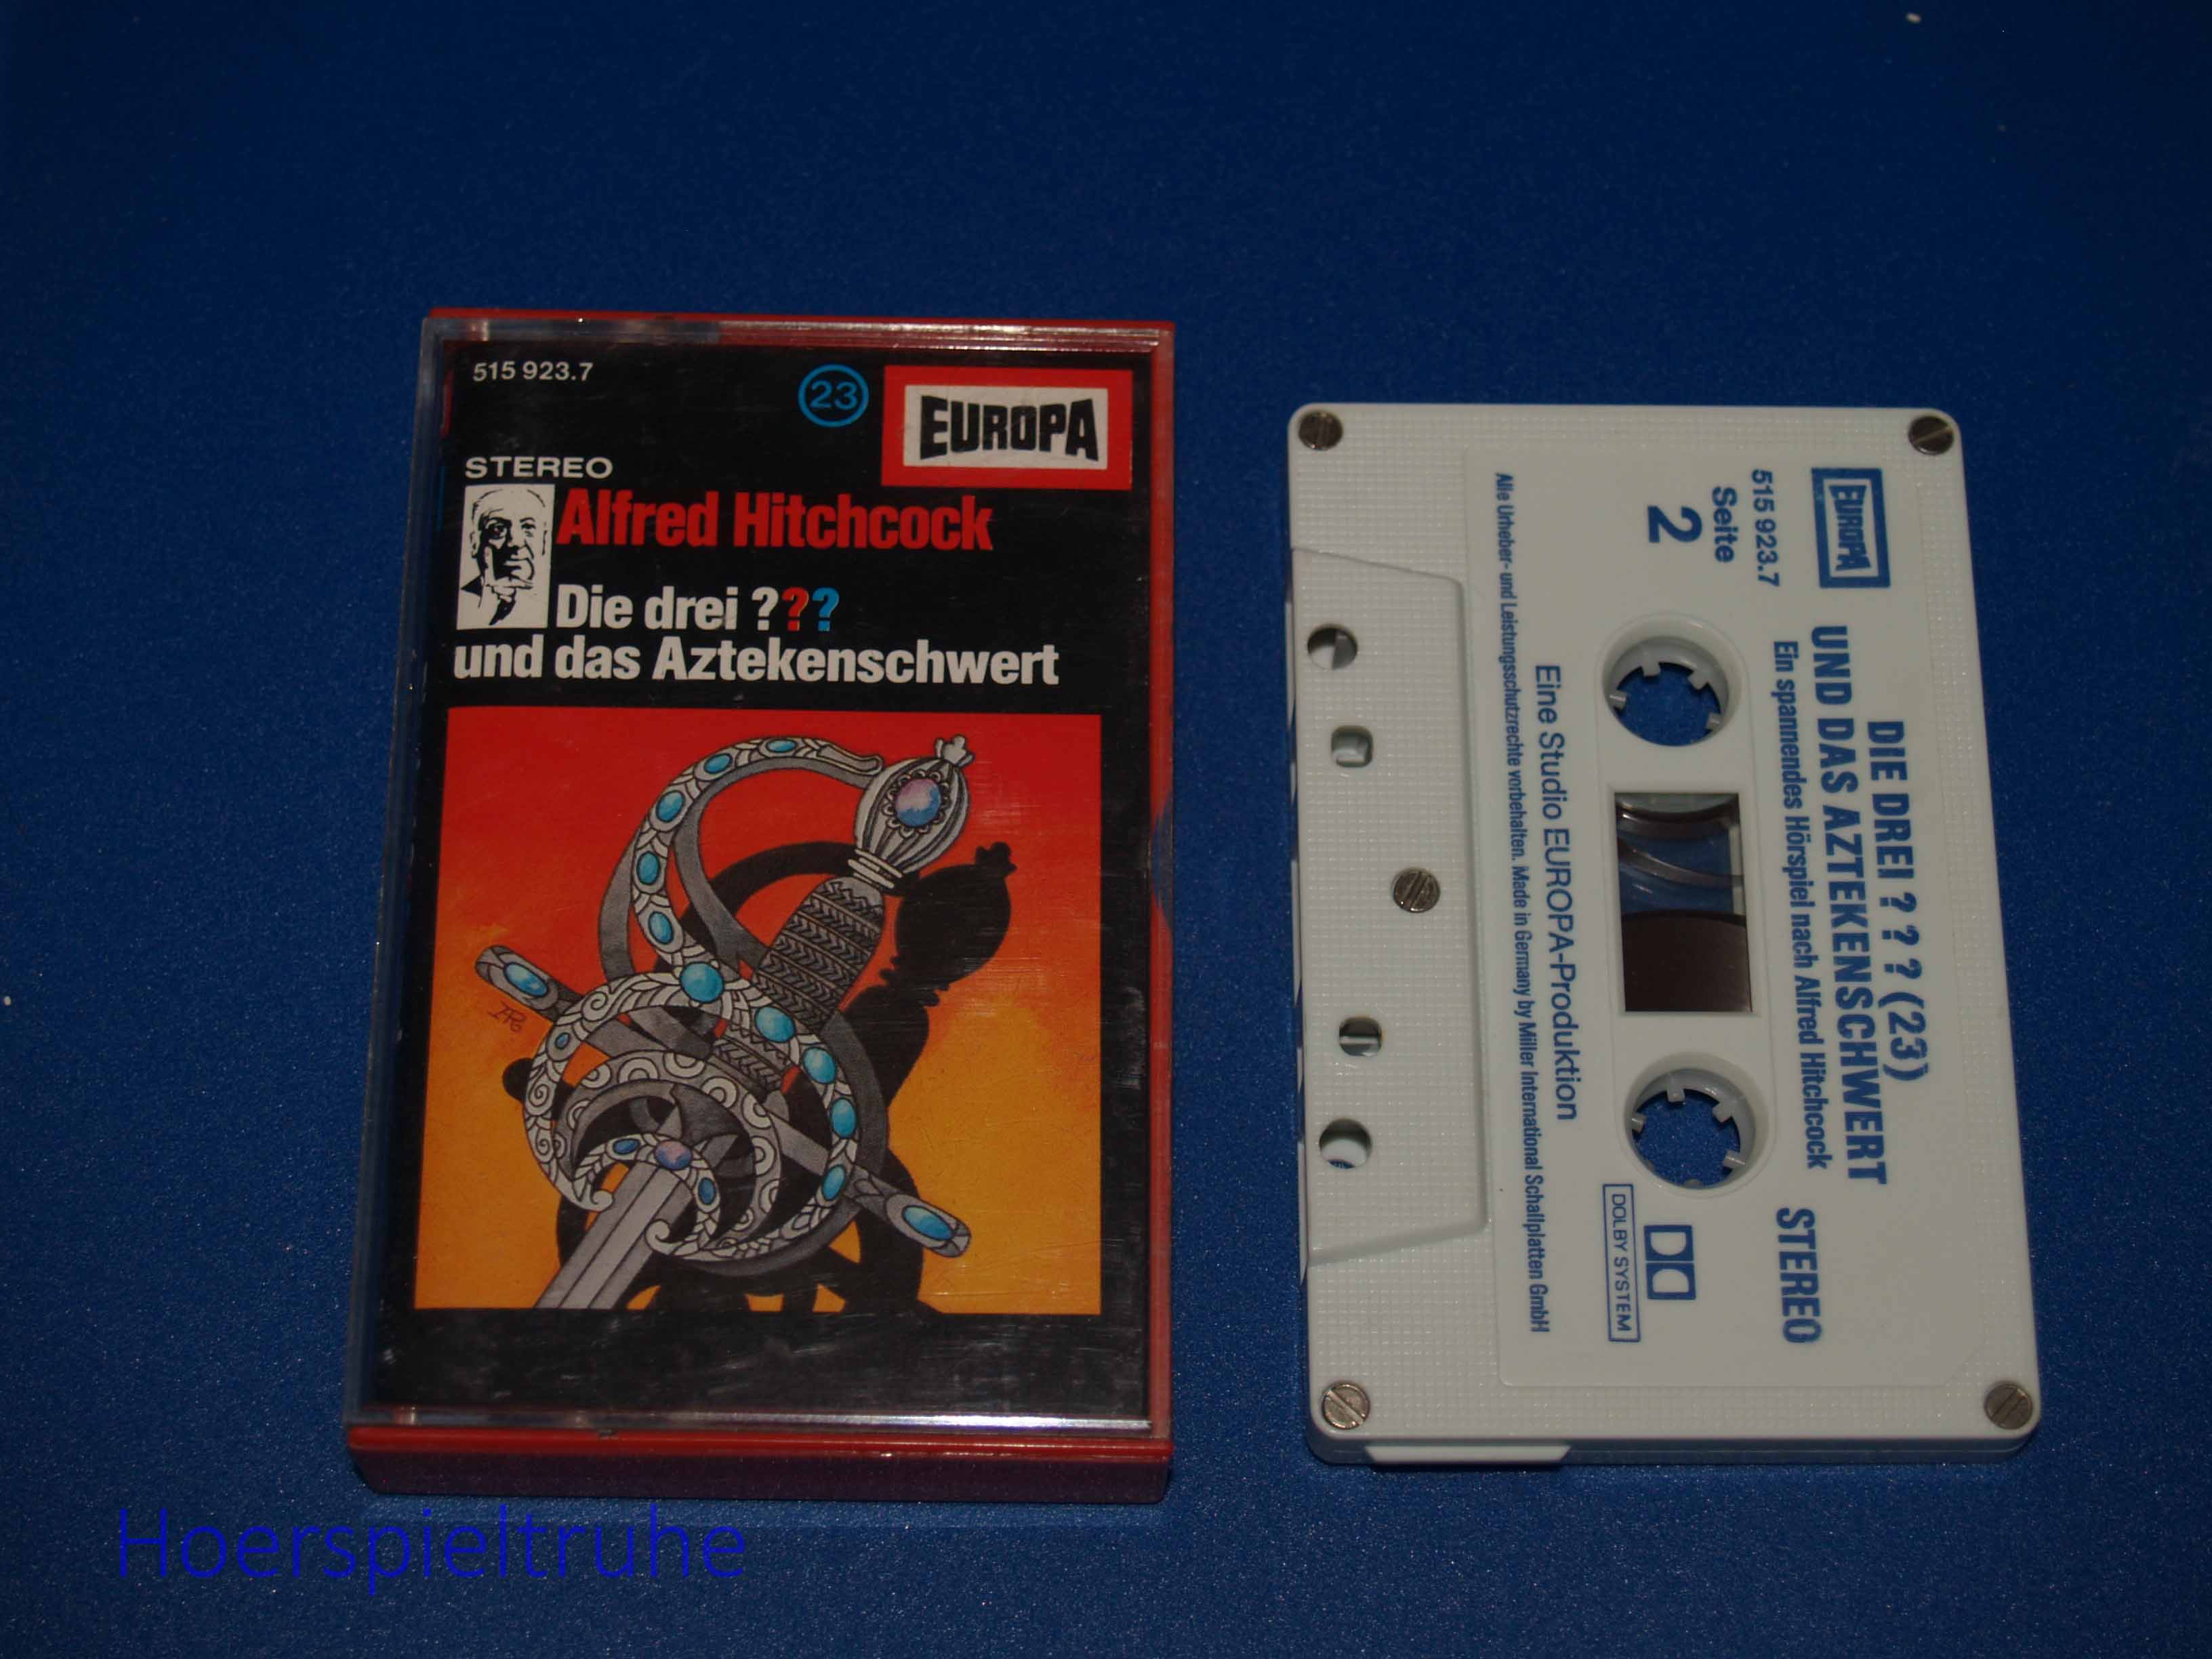 515 923.7
23
EUROPA
STEREO
Alfred Hitchcock
Die drei ???
und das Aztekenschwert
EUROPA
515 923.7
Seite
2
DIE DREI ? ? ? (23)
UND DAS AZTEKENSCHWERT
Ein spannendes Hörspiel nach Alfred Hitchcock
STEREO
DOLBY SYSTEM
Eine Studio EUROPA-Produktion
Alle Urheber- und Leistungsschutzrechte vorbehalten. Made in Germany by Miller International Schallplatten GmbH
Hoerspieltruhe